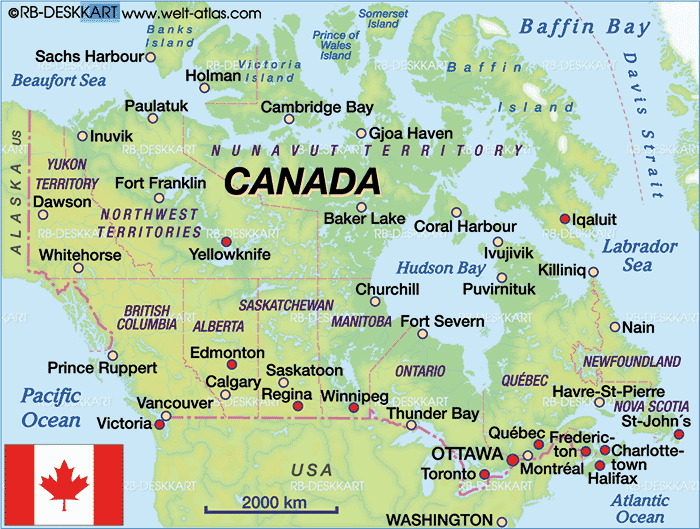 ©RB-DESKKART www.welt-atlas.com
Somerset
Island
Banks
Island
Prince of
Wales
Island
Baffin Bay
Sachs Harbour
Victoria
Island
Baffin
Island
Davis Strait
Beaufort Sea
Holman
Paulatuk
Cambridge Bay
Inuvik
Gjoa Haven
ALASKA
US
NUNAVUT TERRITORY
YUKON
TERRITORY
Fort Franklin
CANADA
Dawson
NORTHWEST
TERRITORIES
Baker Lake
Coral Harbour
Iqaluit
Yellowknife
Ivujivik
Labrador
Sea
Whitehorse
Hudson Bay
Killiniq
Puvirnituk
Churchill
BRITISH
COLUMBIA
ALBERTA
SASKATCHEWAN
MANITOBA
Fort Severn
Nain
Prince Ruppert
Edmonton
NEWFOUNDLAND
Saskatoon
ONTARIO
Calgary
QUÉBEC
Pacific
Ocean
Regina
Winnipeg
Havre-St-Pierre
Vancouver
NOVA SCOTIA
Victoria
Thunder Bay
St-John´s
Québec
Frederic-
ton
OTTAWA
Montréal
Charlotte-
town
Toronto
Halifax
USA
2000 km
Atlantic
Ocean
WASHINGTON
RB-DESKKART